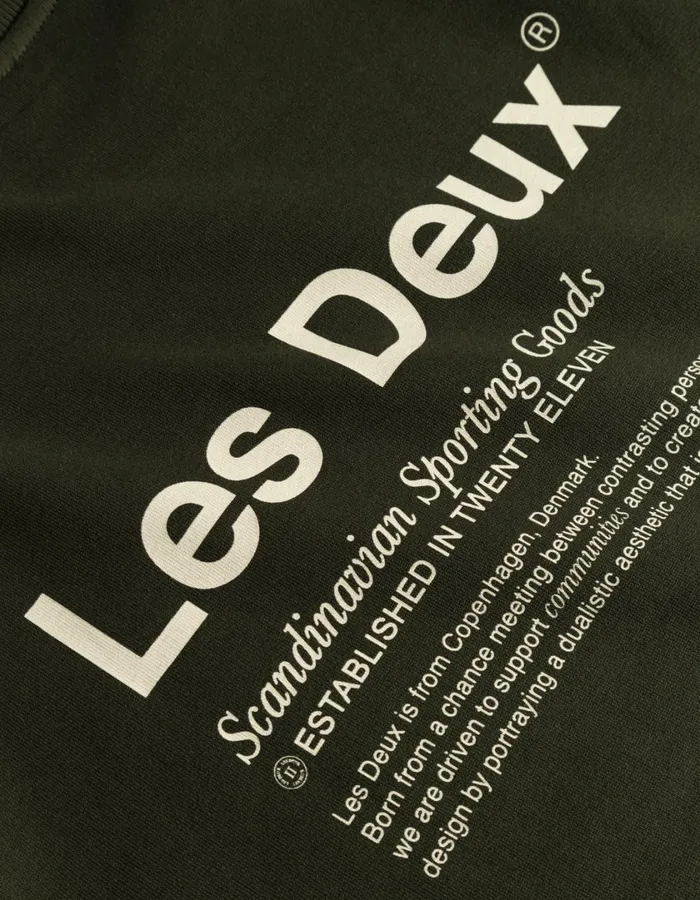 Les Deux®
Scandinavian Sporting Goods
ESTABLISHED IN TWENTY ELEVEN
II
Les Deux is from Copenhagen, Denmark.
Born from a chance meeting between contrasting
we are driven to support communities and to
design by portraying a dualistic aesthetic that